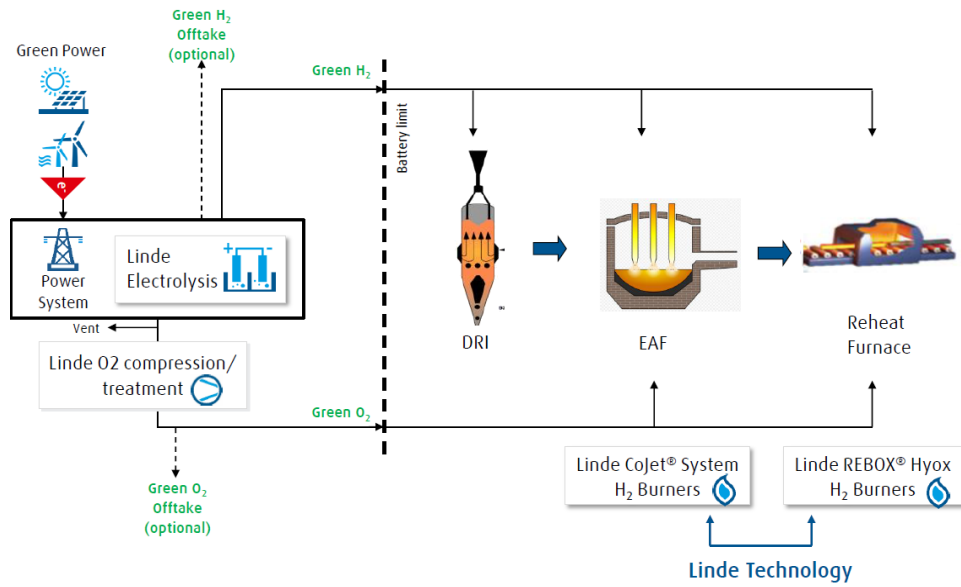 Green H₂
Offtake
(optional)
Green Power
Green H₂
Battery limit
e⁻
Linde
Electrolysis
Power
System
Vent
Linde O2 compression/
treatment
DRI
EAF
Reheat
Furnace
Green O₂
Green O₂
Offtake
(optional)
Linde CoJet® System
H₂ Burners
Linde REBOX® Hyox
H₂ Burners
Linde Technology